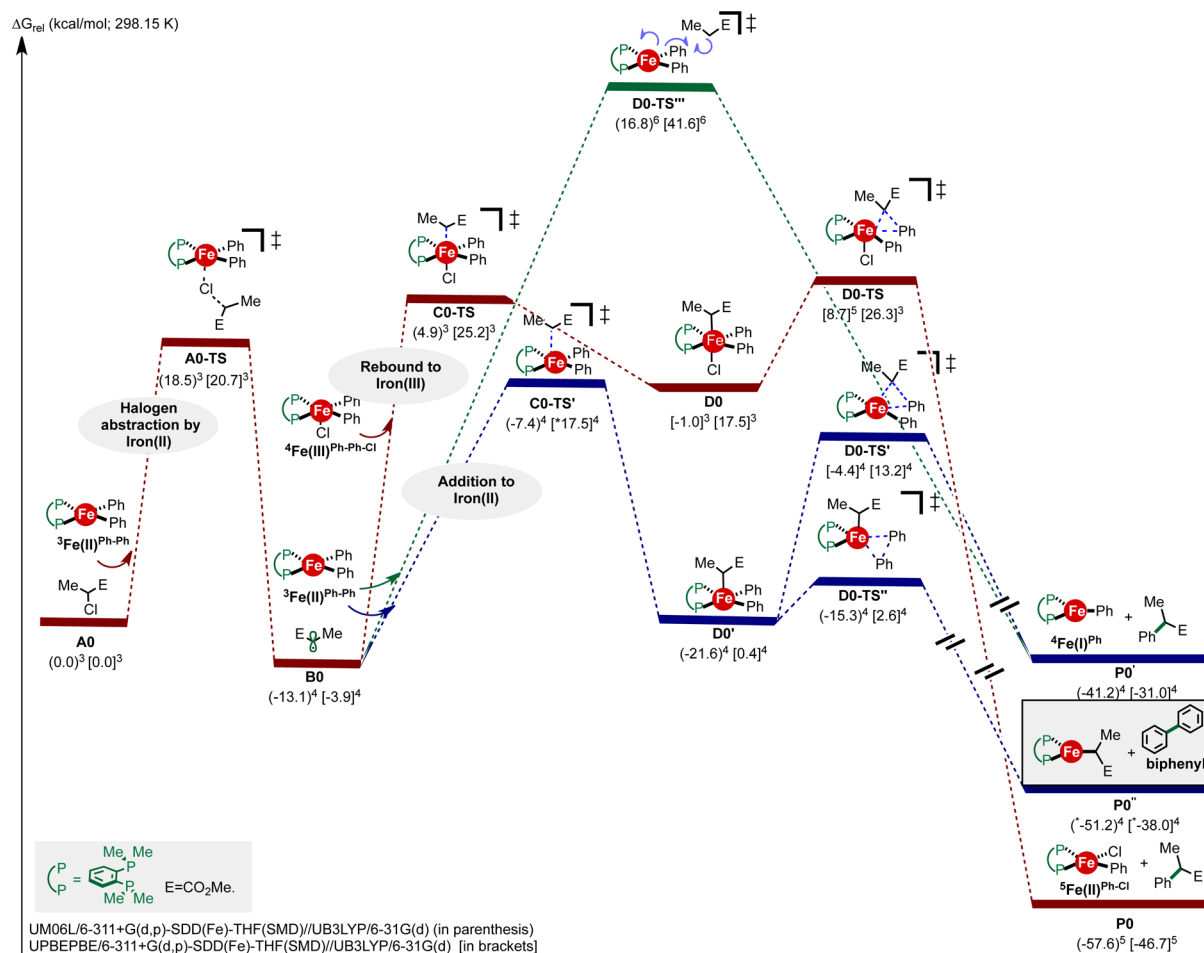 ΔGrel (kcal/mol; 298.15 K)
Me E ‡
P P Fe Ph Ph
D0-TS'''
(16.8)6 [41.6]6
P P Fe Ph Ph ‡
Cl
Me
E
A0-TS
(18.5)3 [20.7]3
Halogen
abstraction by
Iron(II)
Me E ‡
P P Fe Ph Ph
Cl
C0-TS
(4.9)3 [25.2]3
Rebound to
Iron(III)
P P Fe Ph Ph
Cl
4Fe(III)Ph-Ph-Cl
Me E ‡
P P Fe Ph Ph
C0-TS'
(-7.4)4 [*17.5]4
Addition to
Iron(II)
Me E
P P Fe Ph Ph
Cl
D0
[-1.0]3 [17.5]3
Me E ‡
P P Fe Ph Ph
Cl
D0-TS
[8.7]5 [26.3]3
Me E ‡
P P Fe Ph Ph
D0-TS'
[-4.4]4 [13.2]4
P P Fe Ph Ph
3Fe(II)Ph-Ph
Me E
Cl
A0
(0.0)3 [0.0]3
P P Fe Ph Ph
3Fe(II)Ph-Ph
E Me
B0
(-13.1)4 [-3.9]4
Me E
P P Fe Ph Ph
D0'
(-21.6)4 [0.4]4
Me E ‡
P P Fe Ph
Ph
D0-TS''
(-15.3)4 [2.6]4
P P Fe Ph + Me
4Fe(I)Ph Ph E
P0'
(-41.2)4 [-31.0]4
P P Fe Me + 
E biphenyl
P0''
(*-51.2)4 [*-38.0]4
P P Fe Cl Ph + Me
5Fe(II)Ph-Cl Ph E
P0
(-57.6)5 [-46.7]5
P P = Me Me P P Me Me E=CO2Me.
UM06L/6-311+G(d,p)-SDD(Fe)-THF(SMD)//UB3LYP/6-31G(d) (in parenthesis)
UPBEPBE/6-311+G(d,p)-SDD(Fe)-THF(SMD)//UB3LYP/6-31G(d) [in brackets]